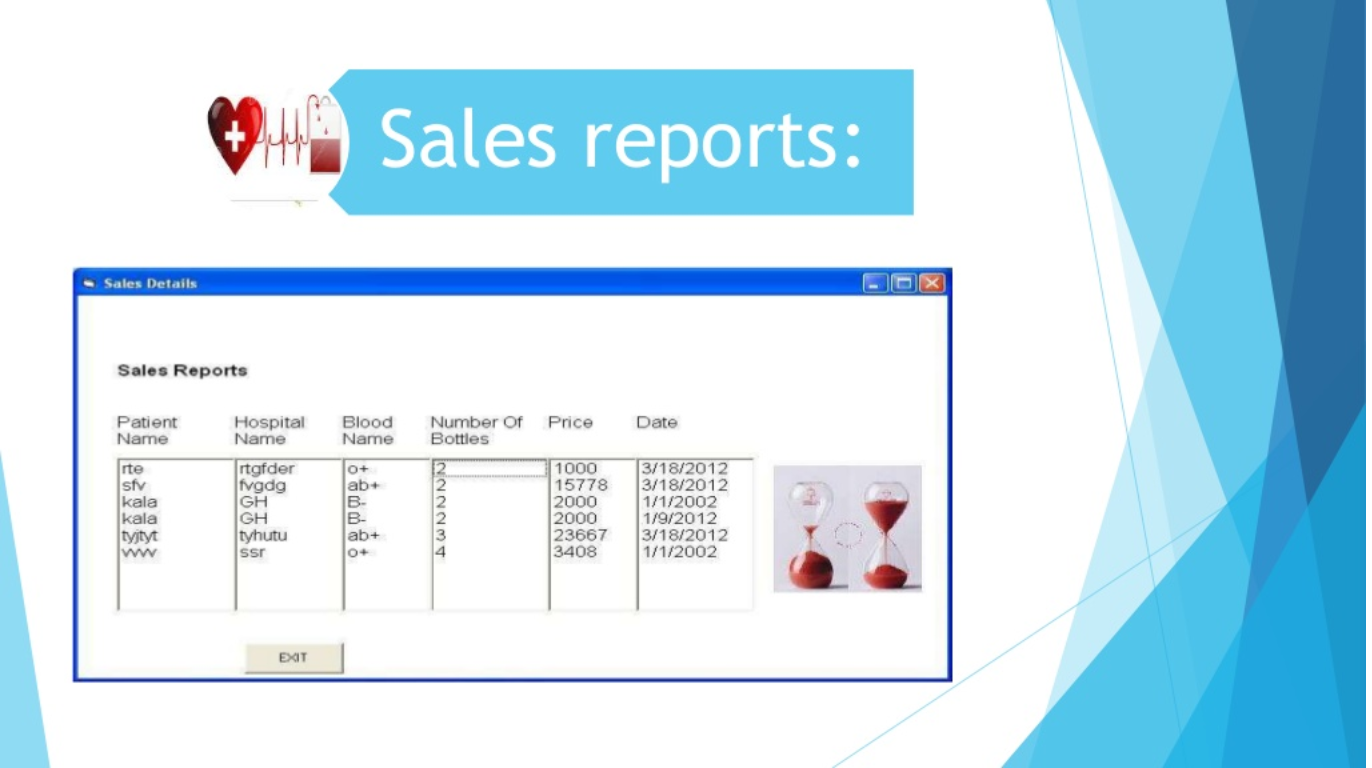 Sales reports:
Sales Details
Sales Reports
Patient Name Hospital Name Blood Name Number Of Bottles Price Date
rte rtgfder o+ 2 1000 3/18/2012
sfv fvgdg ab+ 2 15778 3/18/2012
kala GH B- 2 2000 1/1/2002
kala GH B- 2 2000 1/9/2012
tyjtyt tyhutu ab+ 3 23667 3/18/2012
ssr o+ 4 3408 1/1/2002
EXIT